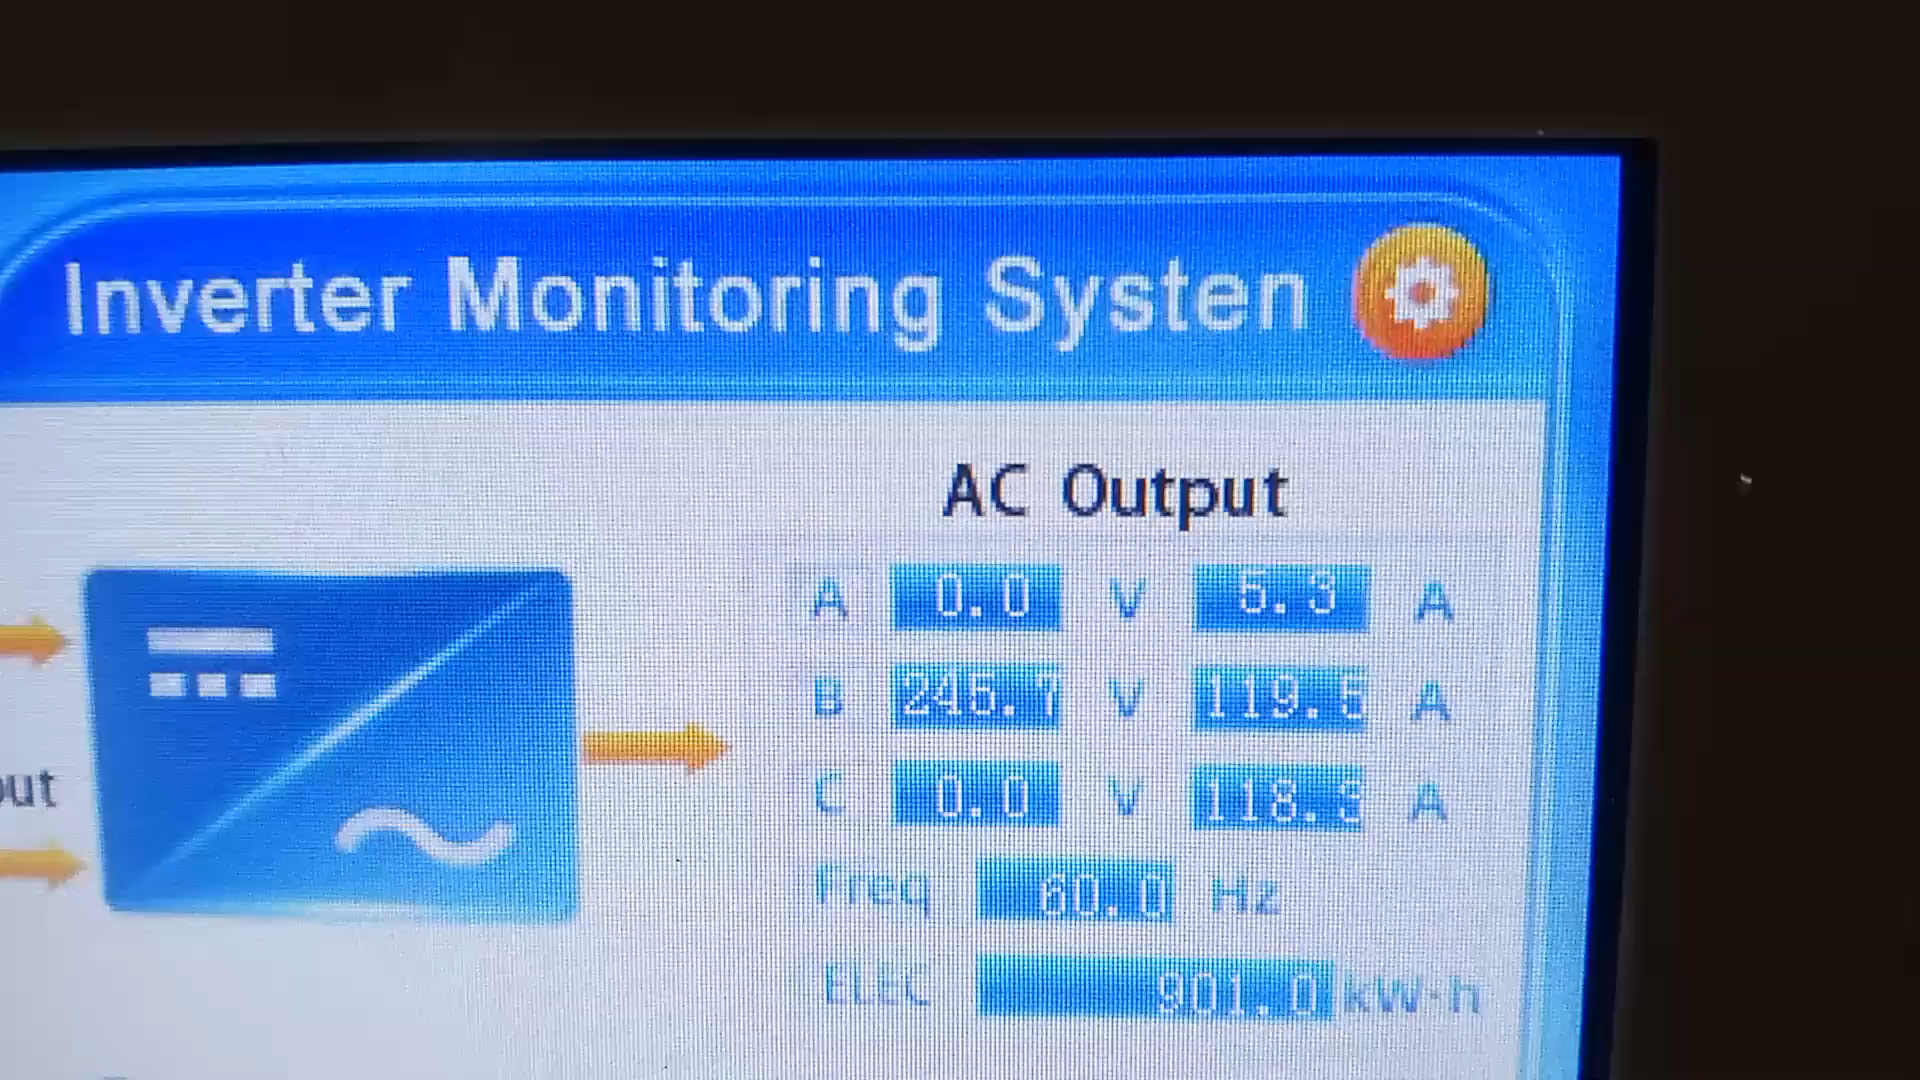 Inverter Monitoring Systen
AC Output
A 0.0 V 5.3 A
B 245.7 V 119.5 A
C 0.0 V 118.3 A
Freq 60.0 Hz
ELEC 901.0 kW·h